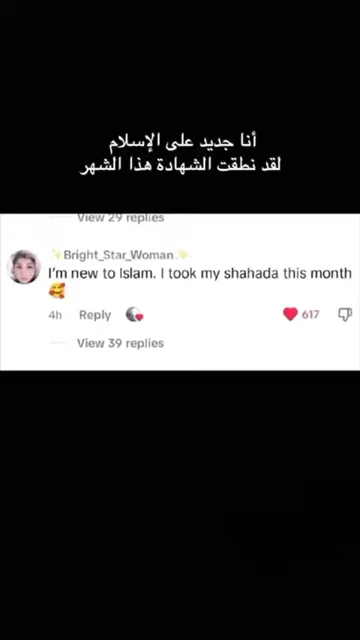 أنا جديد على الإسلام
لقد نطقت الشهادة هذا الشهر
View 29 replies
✨Bright_Star_Woman✨
I'm new to Islam. I took my shahada this month
🥰
4h Reply 617
View 39 replies